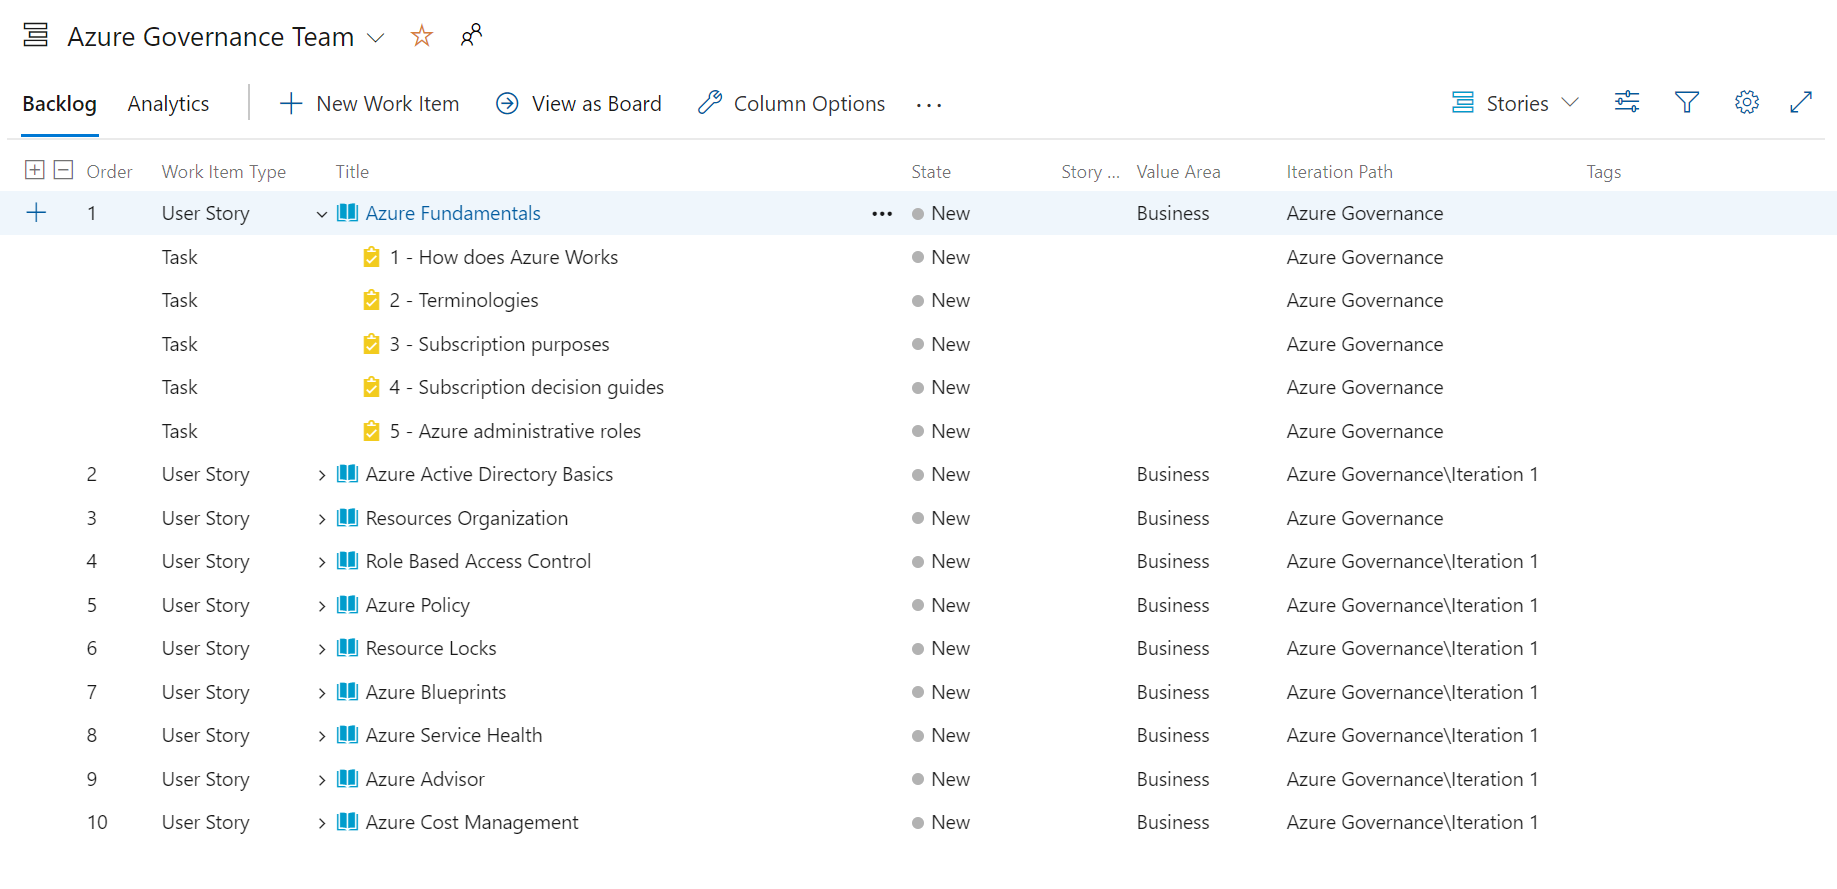 Azure Governance Team
Backlog Analytics New Work Item View as Board Column Options ... Stories
Order Work Item Type Title State Story ... Value Area Iteration Path Tags
1 User Story Azure Fundamentals ••• New Business Azure Governance
Task 1 - How does Azure Works New Azure Governance
Task 2 - Terminologies New Azure Governance
Task 3 - Subscription purposes New Azure Governance
Task 4 - Subscription decision guides New Azure Governance
Task 5 - Azure administrative roles New Azure Governance
2 User Story Azure Active Directory Basics New Business Azure Governance\Iteration 1
3 User Story Resources Organization New Business Azure Governance
4 User Story Role Based Access Control New Business Azure Governance\Iteration 1
5 User Story Azure Policy New Business Azure Governance\Iteration 1
6 User Story Resource Locks New Business Azure Governance\Iteration 1
7 User Story Azure Blueprints New Business Azure Governance\Iteration 1
8 User Story Azure Service Health New Business Azure Governance\Iteration 1
9 User Story Azure Advisor New Business Azure Governance\Iteration 1
10 User Story Azure Cost Management New Business Azure Governance\Iteration 1